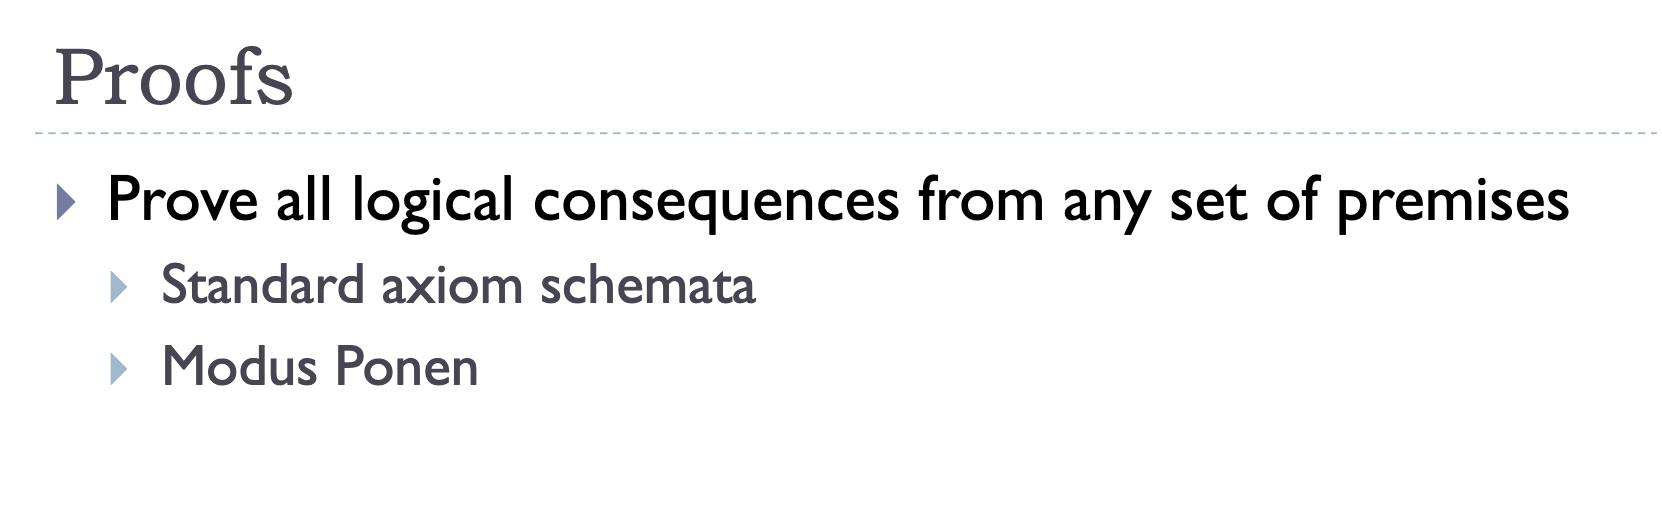 Proofs
Prove all logical consequences from any set of premises
Standard axiom schemata
Modus Ponen